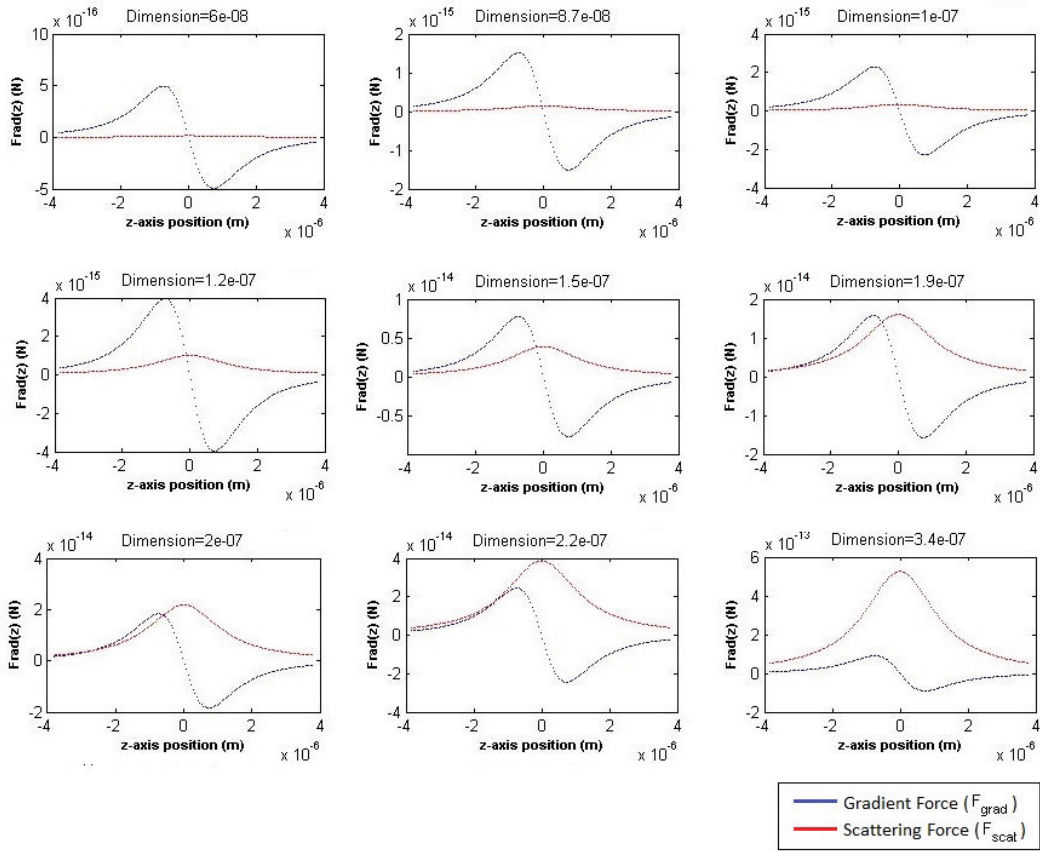 Dimension=6e-08
x 10^-16
Frad(z) (N)
10
5
0
-5
-4 -2 0 2 4
z-axis position (m)
x 10^-6
Dimension=8.7e-08
x 10^-15
Frad(z) (N)
2
1
0
-1
-2
-4 -2 0 2 4
z-axis position (m)
x 10^-6
Dimension=1e-07
x 10^-15
Frad(z) (N)
4
2
0
-2
-4
-4 -2 0 2 4
z-axis position (m)
x 10^-6
Dimension=1.2e-07
x 10^-15
Frad(z) (N)
4
2
0
-2
-4
-4 -2 0 2 4
z-axis position (m)
x 10^-6
Dimension=1.5e-07
x 10^-14
Frad(z) (N)
1
0.5
0
-0.5
-4 -2 0 2 4
z-axis position (m)
x 10^-6
Dimension=1.9e-07
x 10^-14
Frad(z) (N)
2
1
0
-1
-2
-4 -2 0 2 4
z-axis position (m)
x 10^-6
Dimension=2e-07
x 10^-14
Frad(z) (N)
4
2
0
-2
-4 -2 0 2 4
z-axis position (m)
x 10^-6
Dimension=2.2e-07
x 10^-14
Frad(z) (N)
4
2
0
-2
-4
-4 -2 0 2 4
z-axis position (m)
x 10^-6
Dimension=3.4e-07
x 10^-13
Frad(z) (N)
6
4
2
0
-2
-4 -2 0 2 4
z-axis position (m)
x 10^-6
Gradient Force (F_grad)
Scattering Force (F_scat)